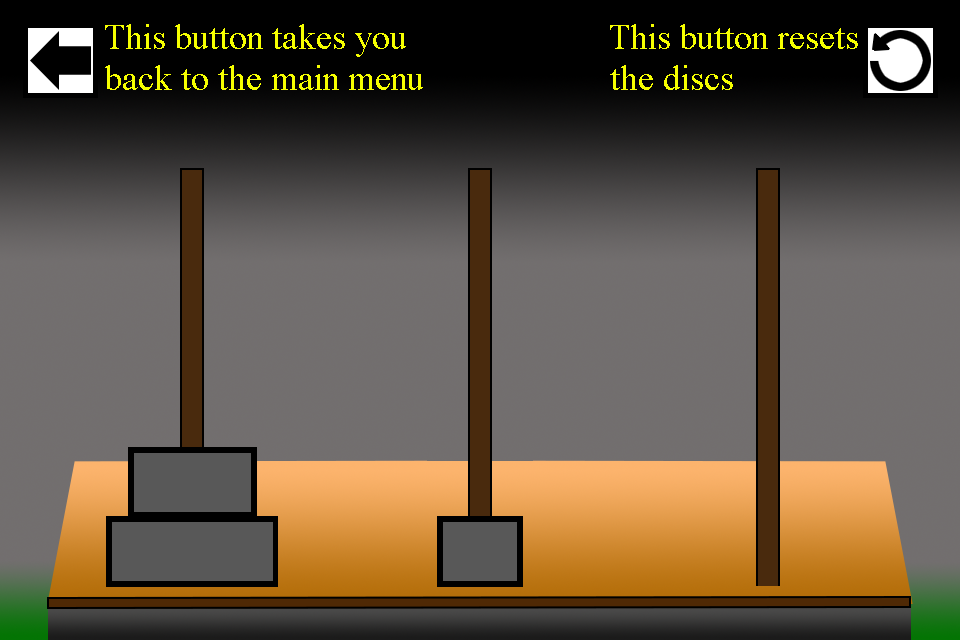 This button takes you
back to the main menu
This button resets
the discs